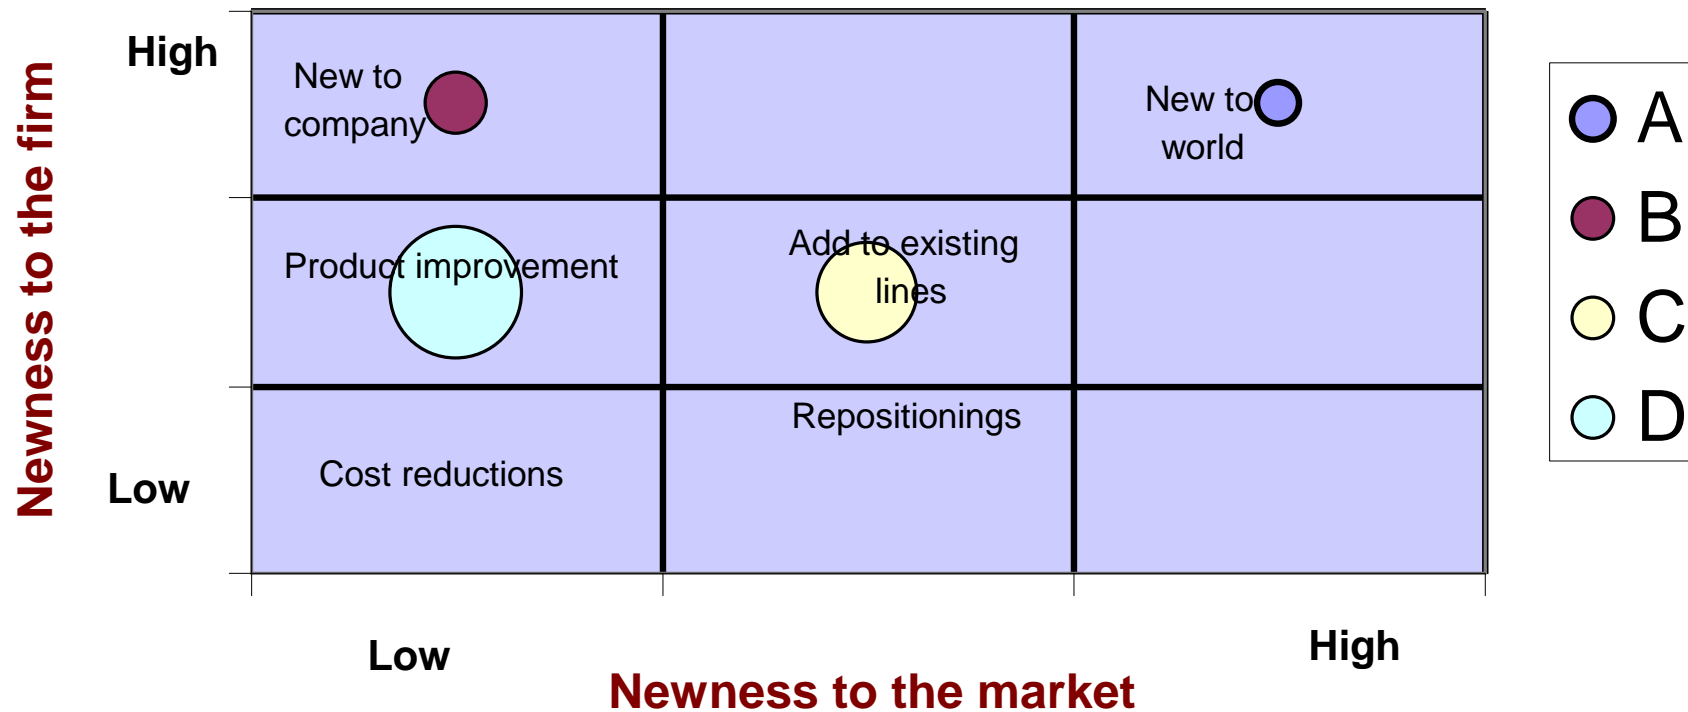 High
New to
company
New to
world
A
B
Product improvement
Add to existing
lines
C
D
Repositionings
Cost reductions
Low
Newness to the firm
Low
High
Newness to the market